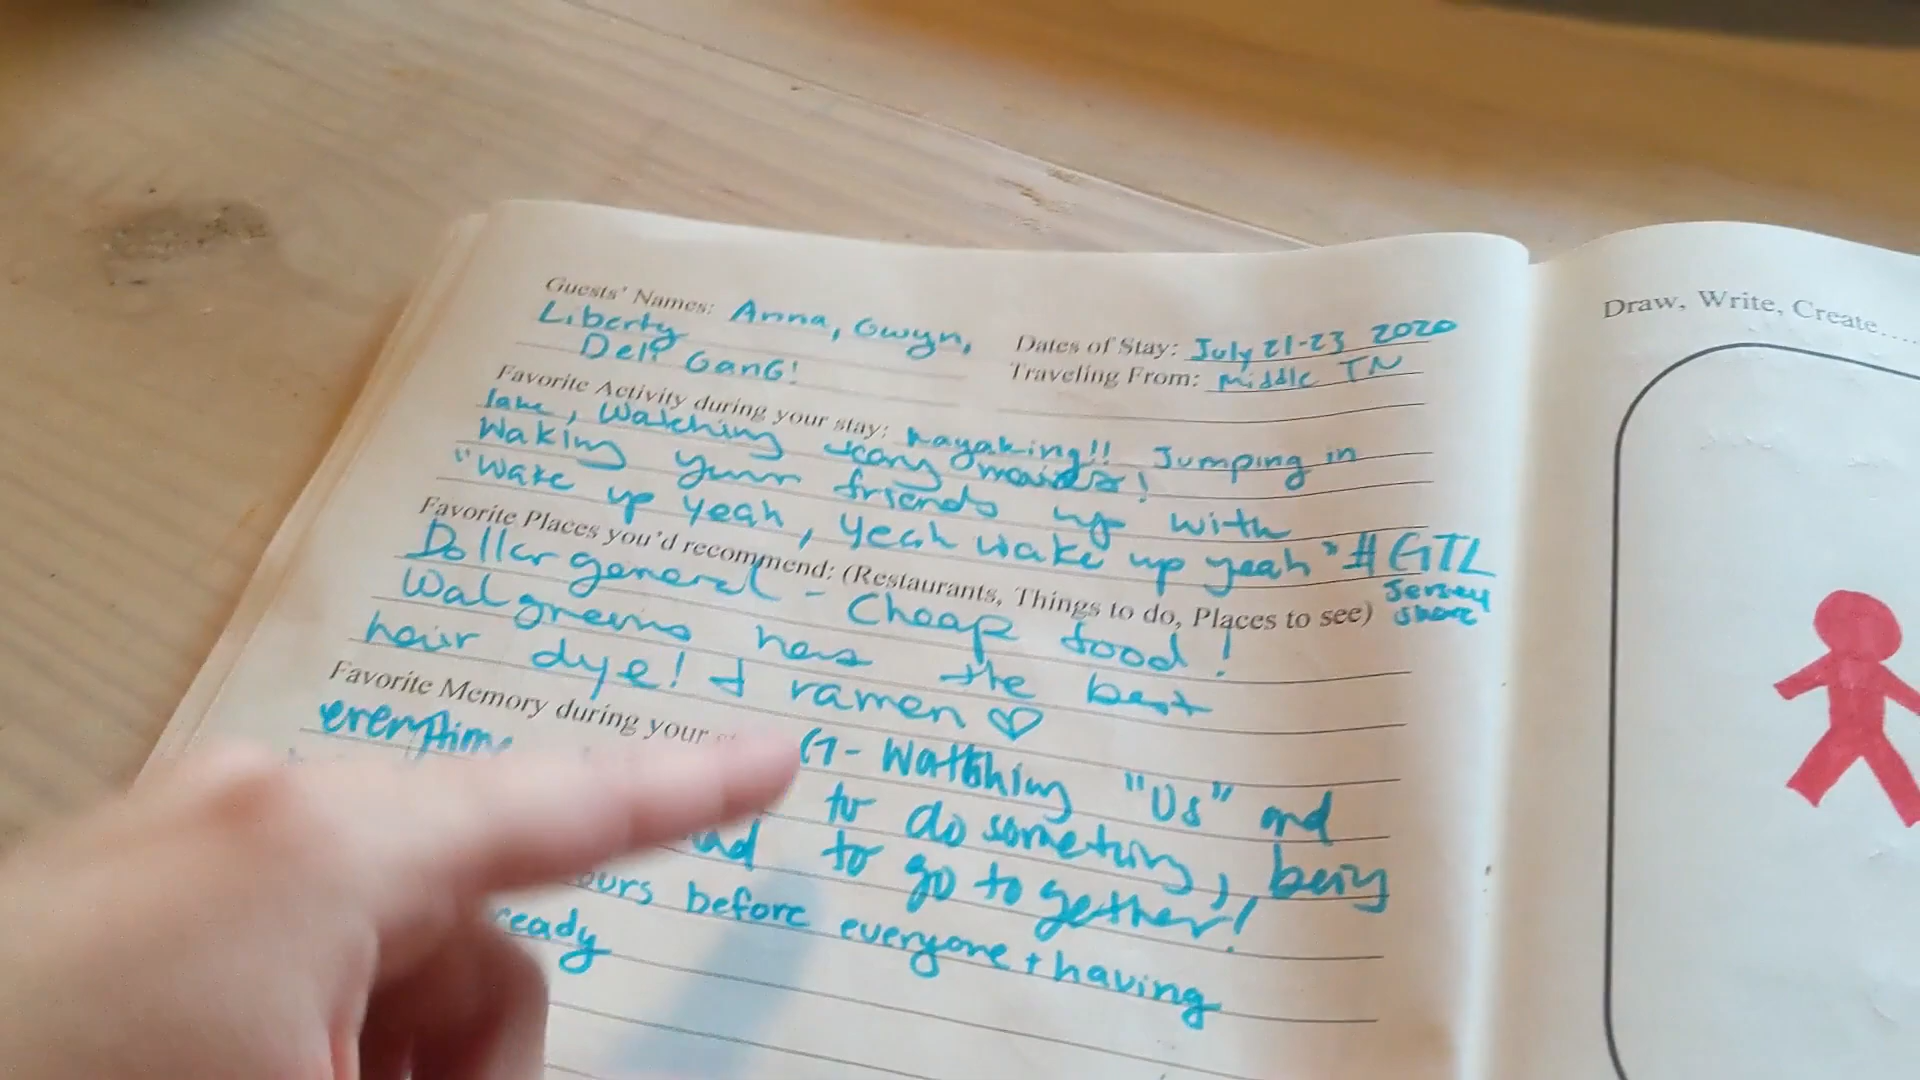 Guests' Names: Anna, Gwyn,
Liberty
Deli GanG!
Dates of Stay: July 21-23 2020
Traveling From: Middle TN
Favorite Activity during your stay: Kayaking!! Jumping in
lake, Watching scary movies!
Waking your friends up with
"Wake up yeah, yeah wake up yeah" #GTL
Jersey
Shore
Favorite Places you'd recommend: (Restaurants, Things to do, Places to see)
Dollar general - Cheap food!
Walgreens has the best
hair dye! + ramen ♡
Favorite Memory during your
G- Watching "Us" and
everytime to do something, being
had to go together!
ours before everyone + having
ready
Draw, Write, Create....